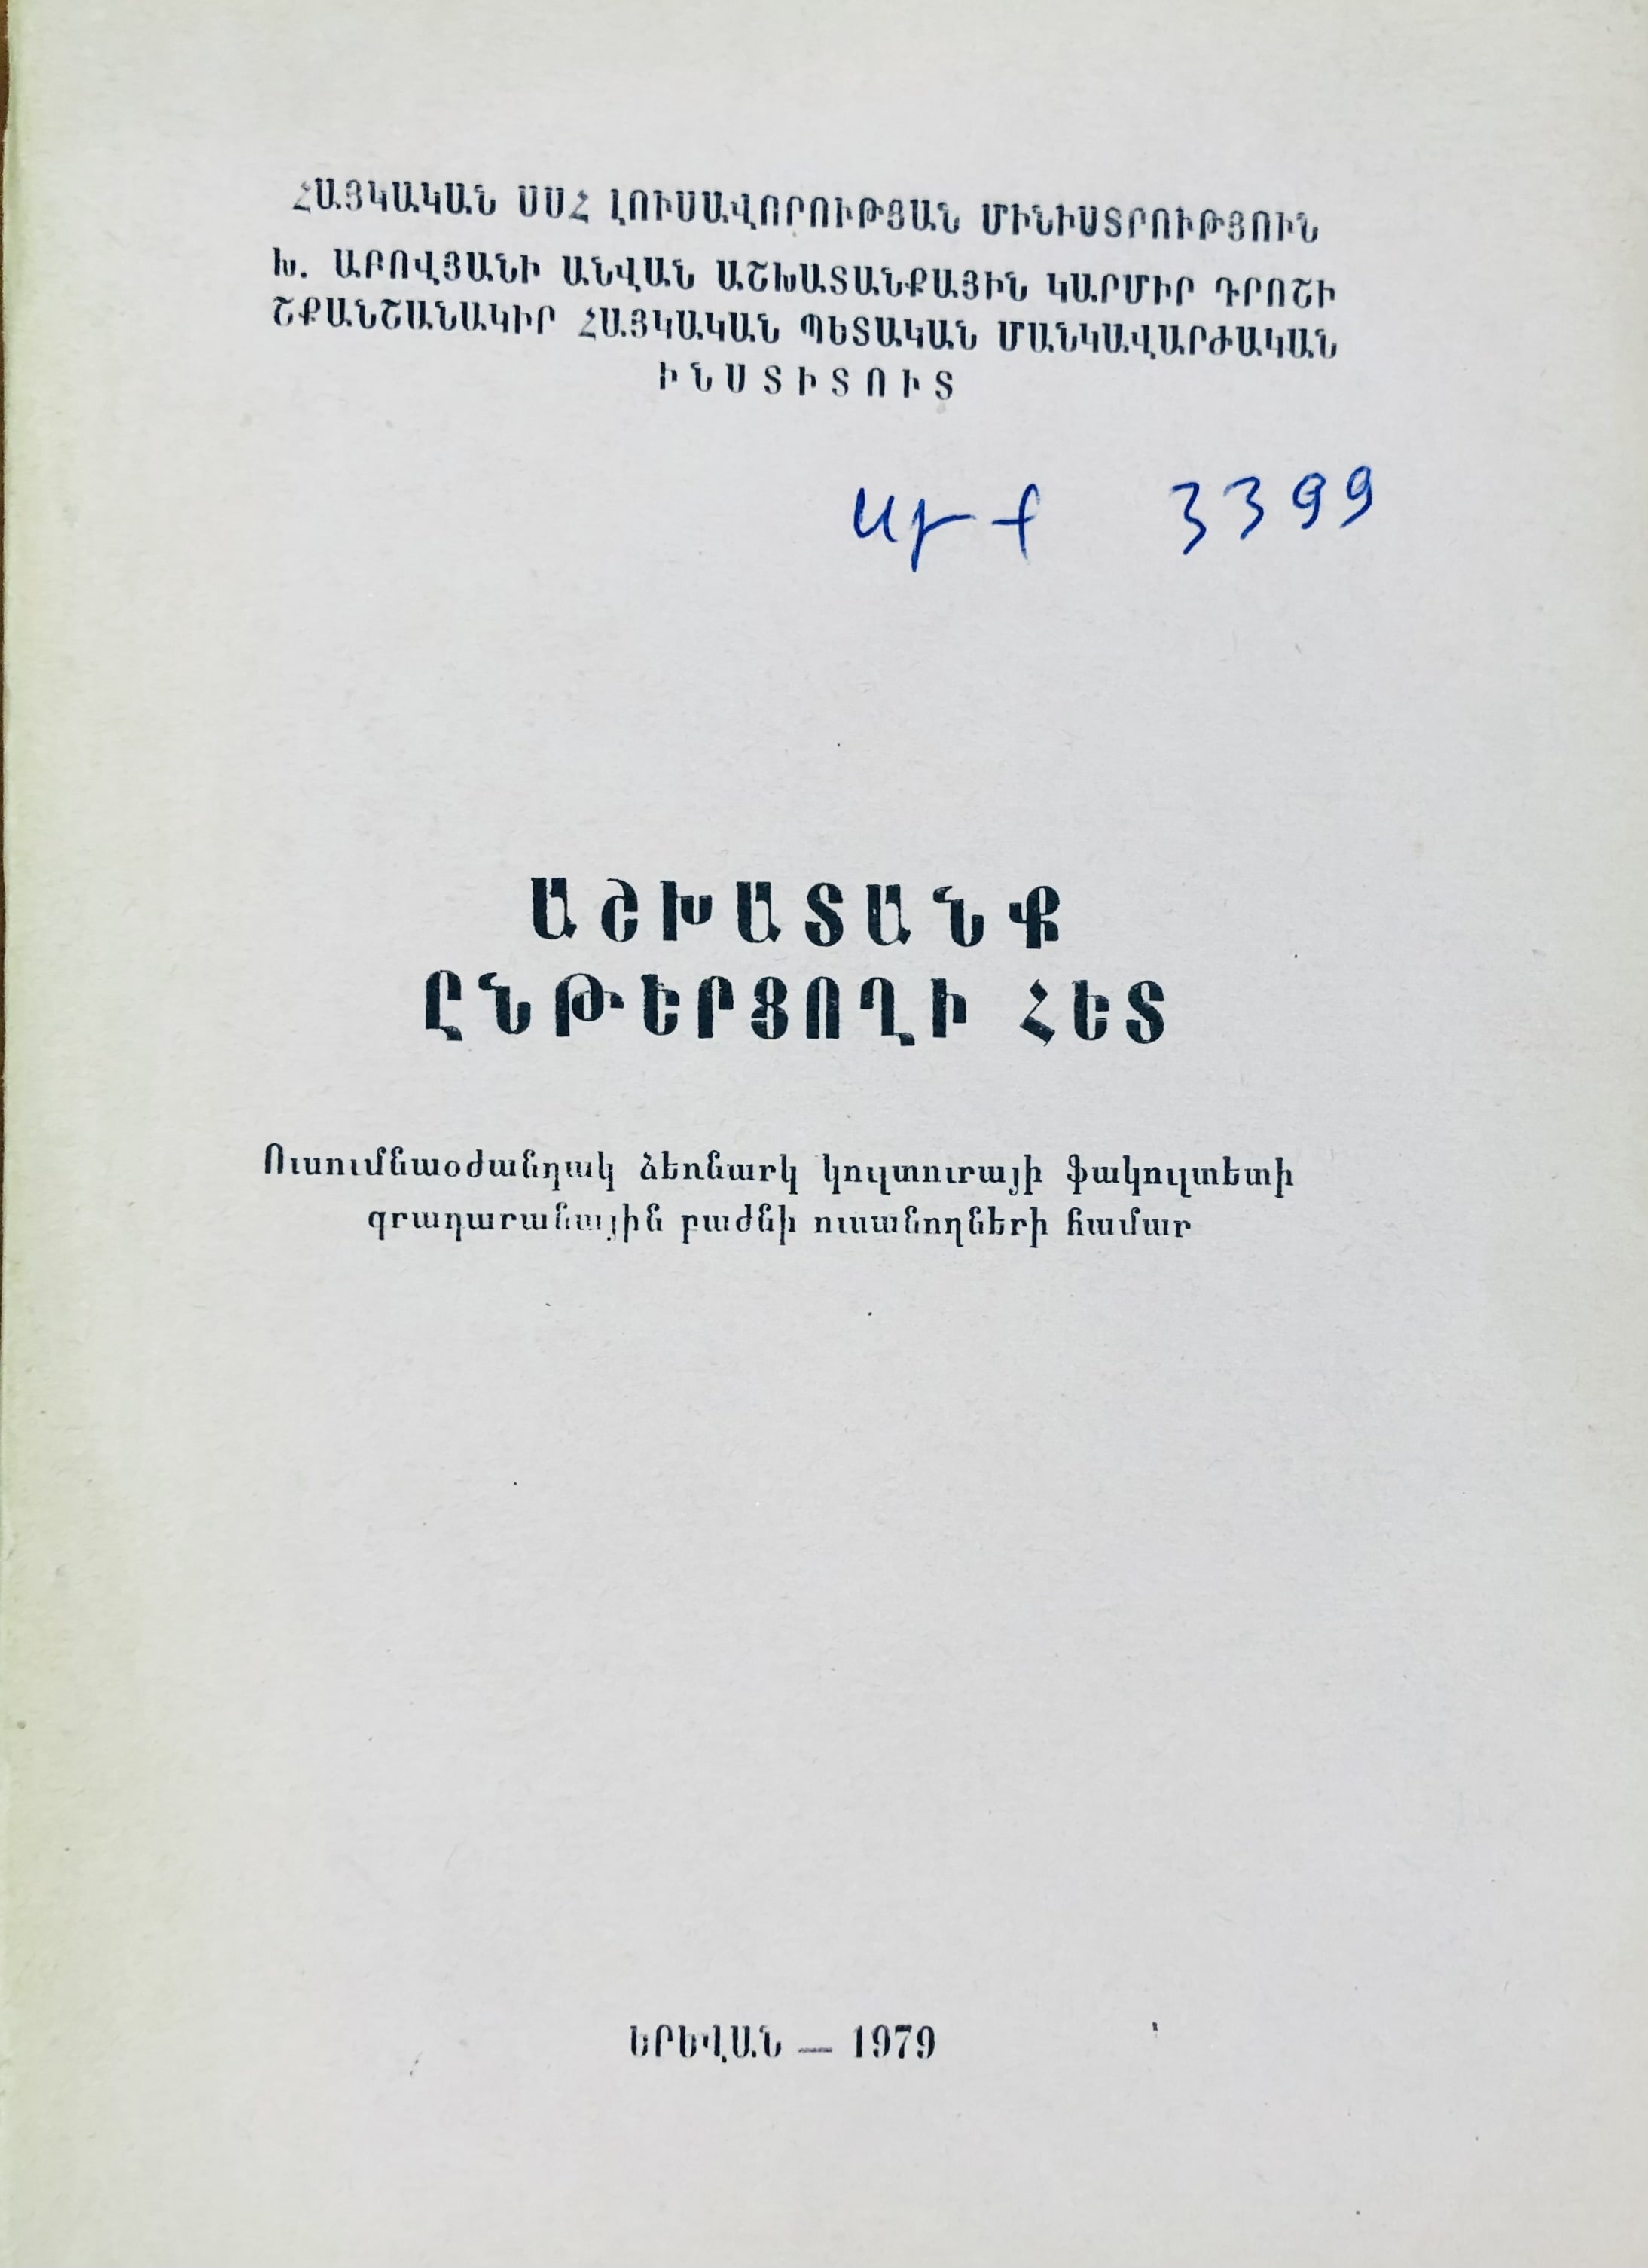 ՀԱՅԿԱԿԱՆ ՍՍՀ ԼՈՒՍԱՎՈՐՈՒԹՅԱՆ ՄԻՆԻՍՏՐՈՒԹՅՈՒՆ
Խ. ԱԲՈՎՅԱՆԻ ԱՆՎԱՆ ԱՇԽԱՏԱՆՔԱՅԻՆ ԿԱՐՄԻՐ ԴՐՈՇԻ
ՇՔԱՆՇԱՆԱԿԻՐ ՀԱՅԿԱԿԱՆ ՊԵՏԱԿԱՆ ՄԱՆԿԱՎԱՐԺԱԿԱՆ
ԻՆՍՏԻՏՈՒՏ
3399
ԱՇԽԱՏԱՆՔ
ԸՆԹԵՐՑՈՂԻ ՀԵՏ
Ուսումնաօժանդակ ձեռնարկ կուլտուրայի ֆակուլտետի
գրադարանային բաժնի ուսանողների համար
ԵՐԵՎԱՆ — 1979